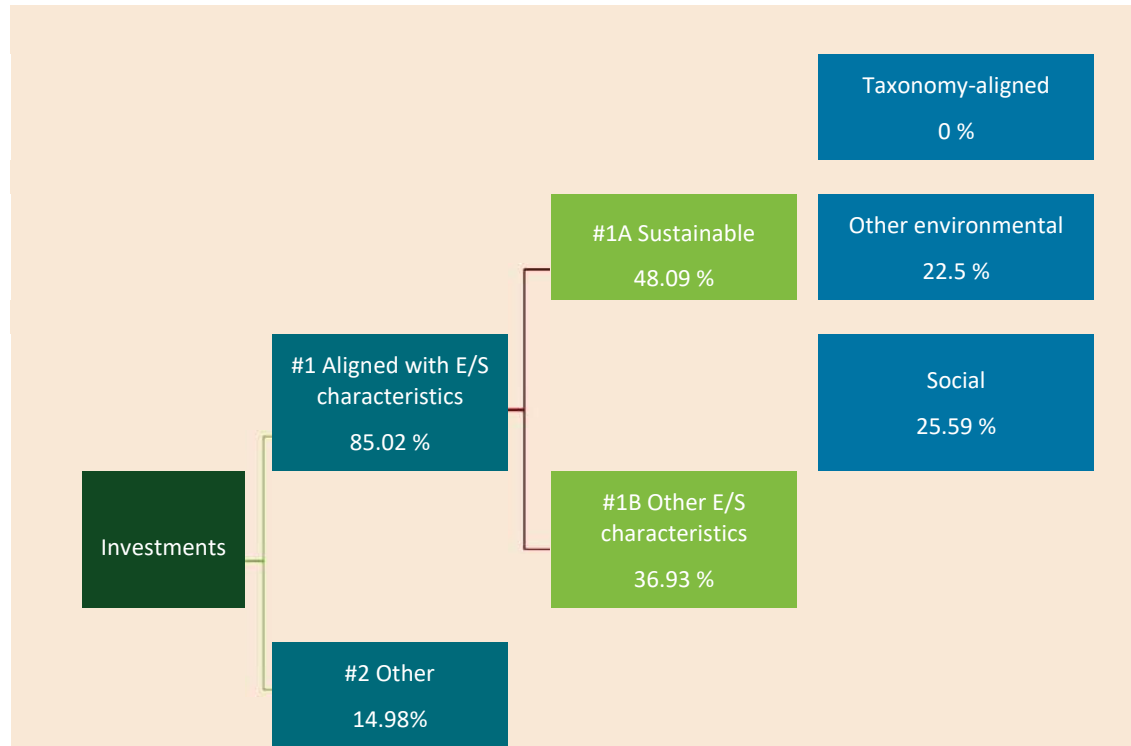 Taxonomy-aligned
0 %
#1A Sustainable
48.09 %
Other environmental
22.5 %
#1 Aligned with E/S
characteristics
85.02 %
Social
25.59 %
Investments
#1B Other E/S
characteristics
36.93 %
#2 Other
14.98%